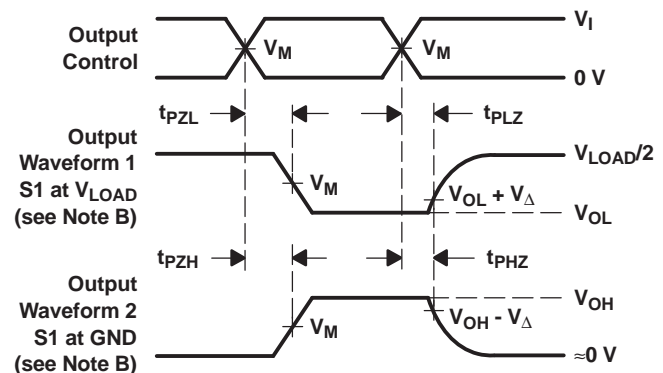 Output
Control
V_M
V_M
V_I
0 V
t_PZL
t_PLZ
Output
Waveform 1
S1 at V_LOAD
(see Note B)
V_M
V_LOAD/2
V_OL + V_Δ
V_OL
t_PZH
t_PHZ
Output
Waveform 2
S1 at GND
(see Note B)
V_M
V_OH
V_OH - V_Δ
≈0 V